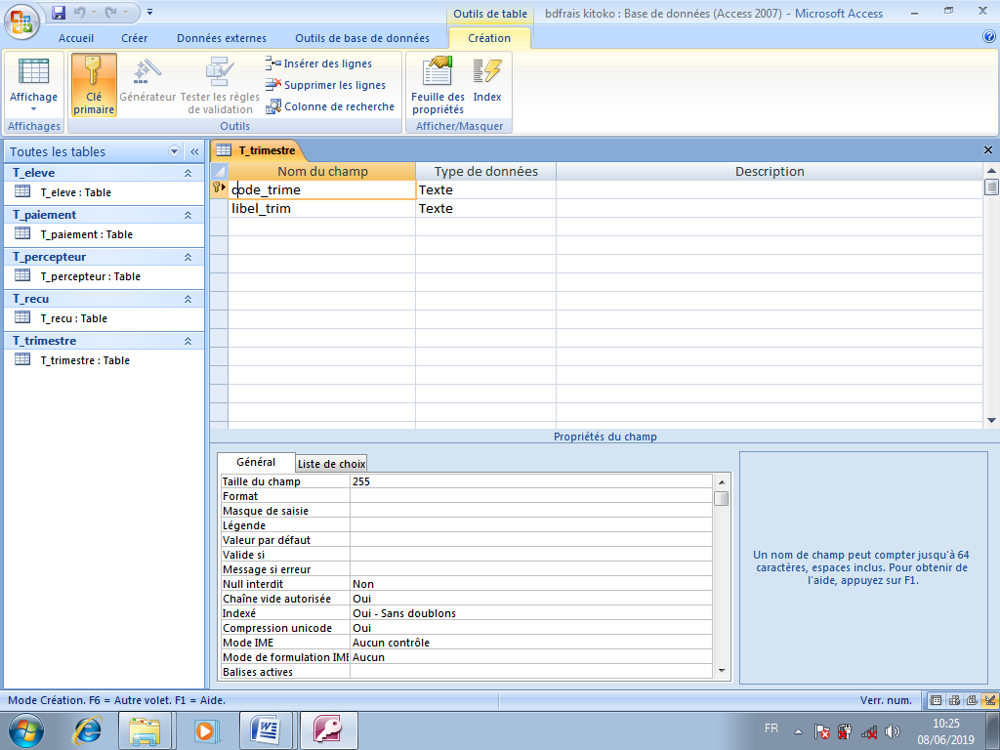 Outils de table
bdfrais kitoko : Base de données (Access 2007) - Microsoft Access
Accueil
Créer
Données externes
Outils de base de données
Création
Affichage
Clé primaire
Générateur
Tester les règles de validation
Insérer des lignes
Supprimer les lignes
Colonne de recherche
Feuille des propriétés
Index
Affichages
Outils
Afficher/Masquer
Toutes les tables «
T_eleve
T_eleve : Table
T_paiement
T_paiement : Table
T_percepteur
T_percepteur : Table
T_recu
T_recu : Table
T_trimestre
T_trimestre : Table
T_trimestre
Nom du champ Type de données Description
code_trime Texte
libel_trim Texte
Propriétés du champ
Général Liste de choix
Taille du champ 255
Format
Masque de saisie
Légende
Valeur par défaut
Valide si
Message si erreur
Null interdit Non
Chaîne vide autorisée Oui
Indexé Oui - Sans doublons
Compression unicode Oui
Mode IME Aucun contrôle
Mode de formulation IME Aucun
Balises actives
Un nom de champ peut compter jusqu'à 64
caractères, espaces inclus. Pour obtenir de
l'aide, appuyez sur F1.
Mode Création. F6 = Autre volet. F1 = Aide.
Verr. num.
FR
10:25
08/06/2019